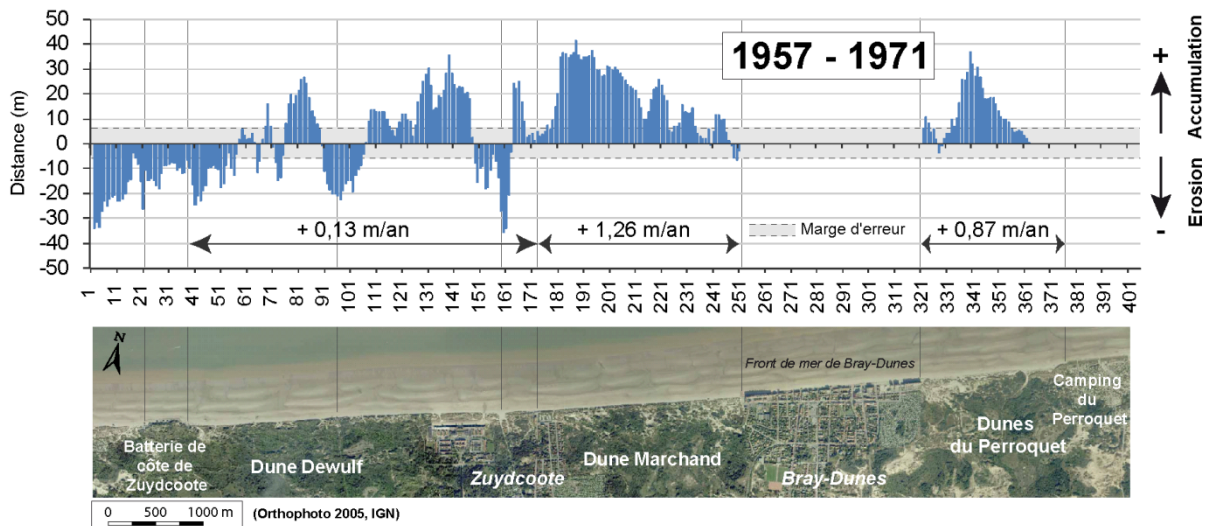 50
40
30
20
10
0
-10
-20
-30
-40
-50
Distance (m)
1957 - 1971
+
Accumulation
Erosion
-
+ 0,13 m/an
+ 1,26 m/an
Marge d'erreur
+ 0,87 m/an
1 11 21 31 41 51 61 71 81 91 101 111 121 131 141 151 161 171 181 191 201 211 221 231 241 251 261 271 281 291 301 311 321 331 341 351 361 371 381 391 401
N
Front de mer de Bray-Dunes
Batterie de
côte de
Zuydcoote
Dune Dewulf
Zuydcoote
Dune Marchand
Bray-Dunes
Dunes
du Perroquet
Camping
du
Perroquet
0 500 1000 m
(Orthophoto 2005, IGN)